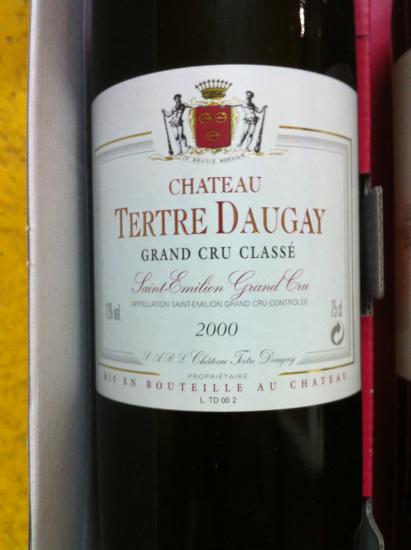 CHATEAU
TERTRE DAUGAY
GRAND CRU CLASSÉ
Saint-Emilion Grand Cru
APPELLATION SAINT-EMILION GRAND CRU CONTROLÉE
13% vol.
75 cl
2000
S.A.R.L. Château Tertre Daugay
PROPRIÉTAIRE
MIS EN BOUTEILLE AU CHATEAU
L. TD 00 2